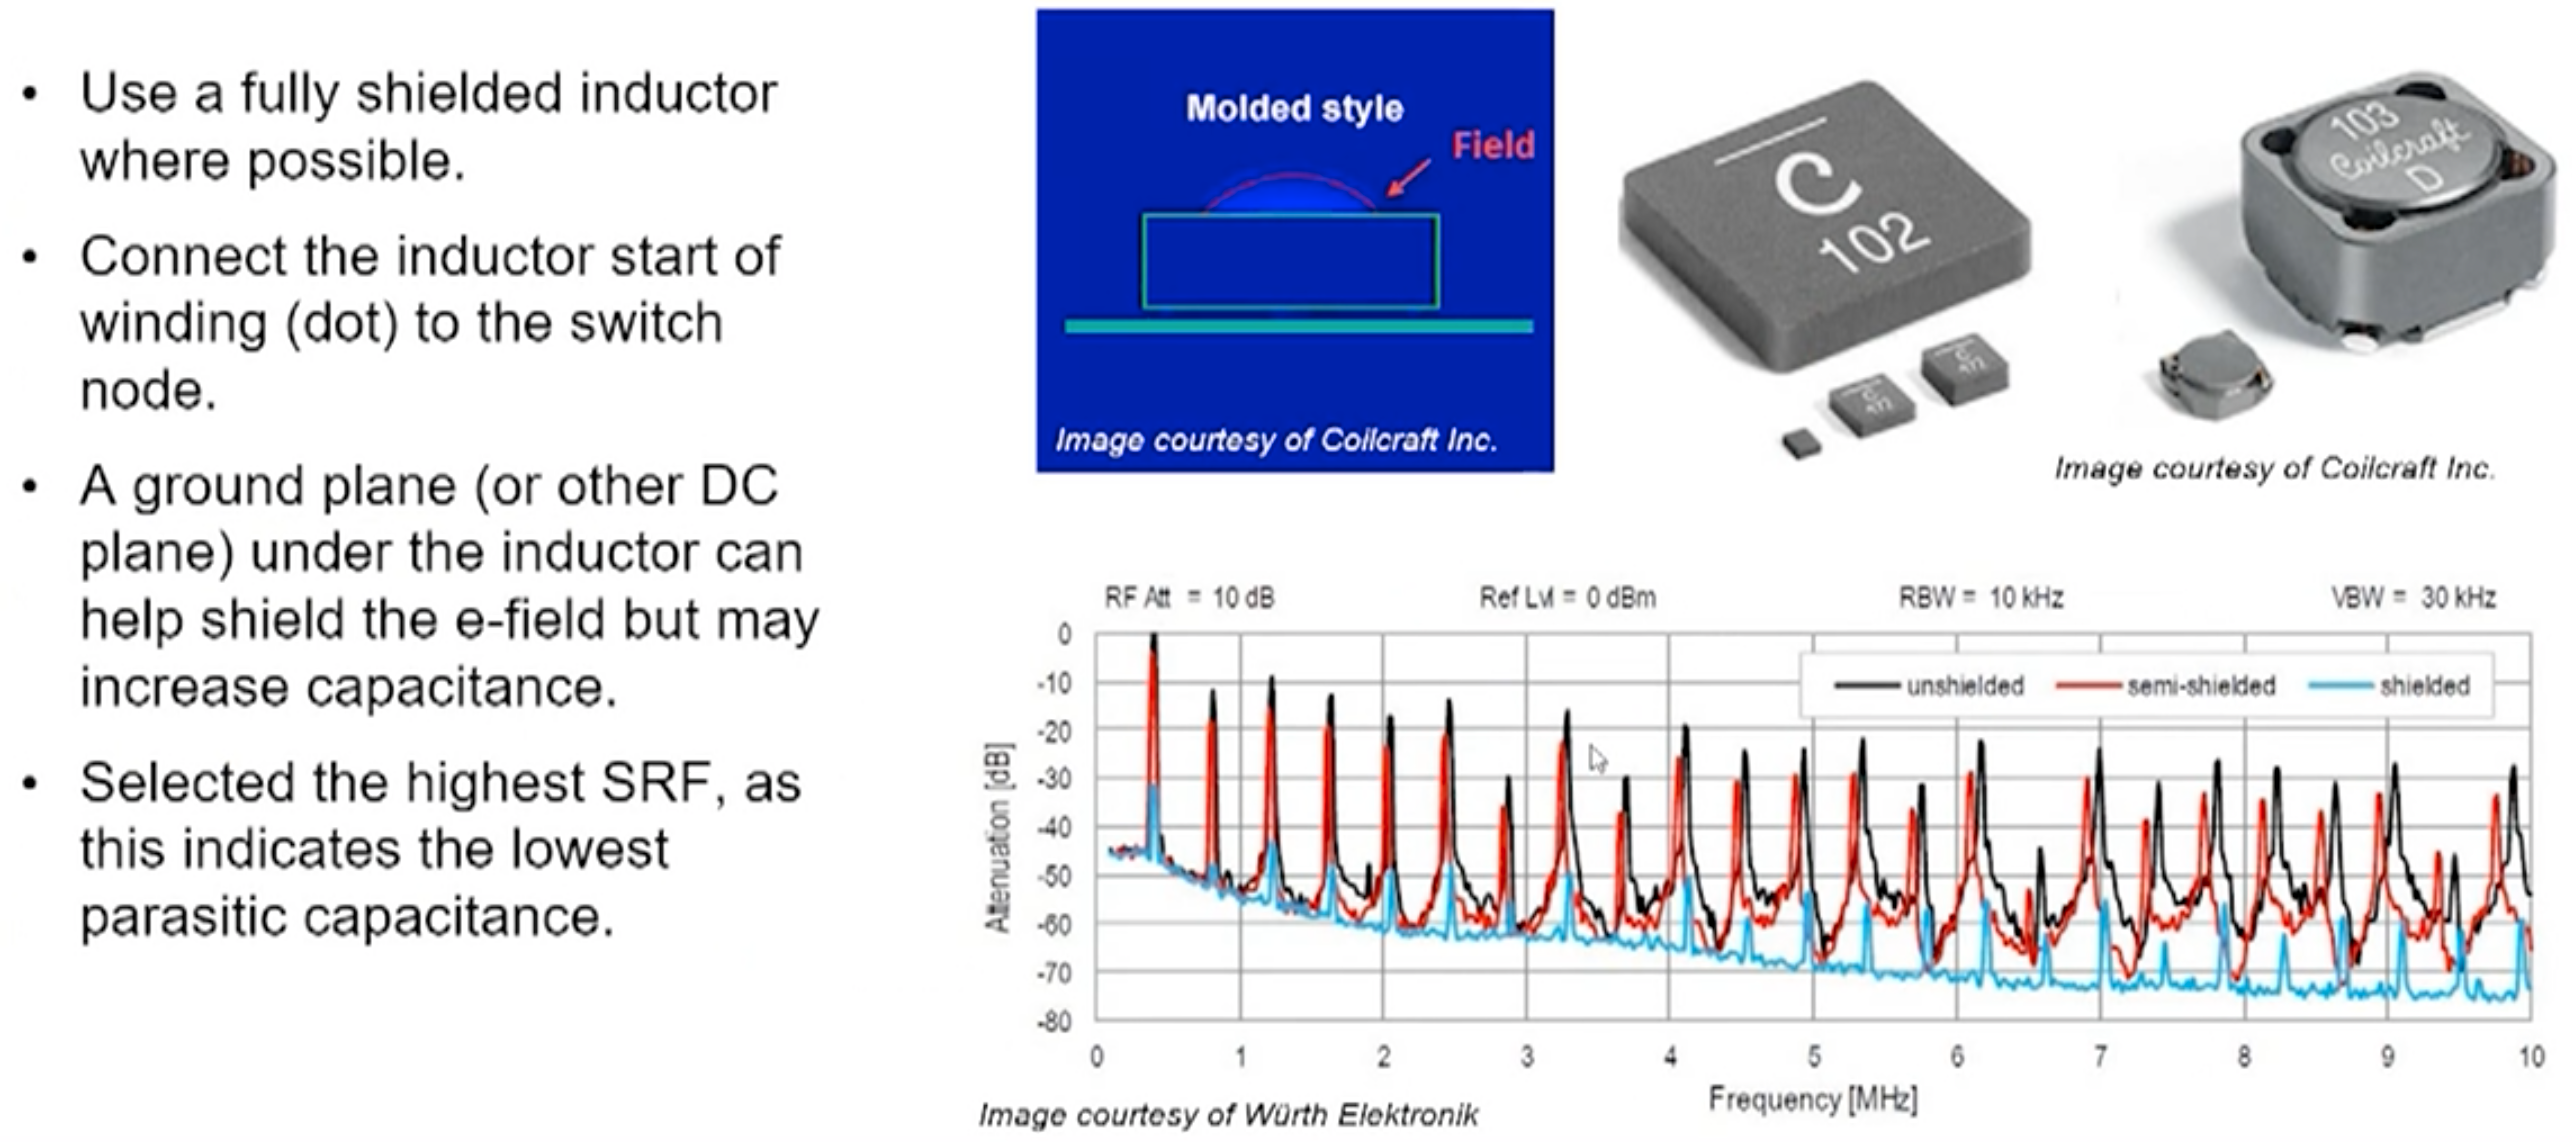 • Use a fully shielded inductor
where possible.
• Connect the inductor start of
winding (dot) to the switch
node.
• A ground plane (or other DC
plane) under the inductor can
help shield the e-field but may
increase capacitance.
• Selected the highest SRF, as
this indicates the lowest
parasitic capacitance.
Molded style
Field
Image courtesy of Coilcraft Inc.
C
102
C
472
C
472
103
Coilcraft
D
Image courtesy of Coilcraft Inc.
RF Att = 10 dB Ref Lvl = 0 dBm RBW = 10 kHz VBW = 30 kHz
unshielded semi-shielded shielded
Attenuation [dB]
0
-10
-20
-30
-40
-50
-60
-70
-80
0 1 2 3 4 5 6 7 8 9 10
Frequency [MHz]
Image courtesy of Würth Elektronik